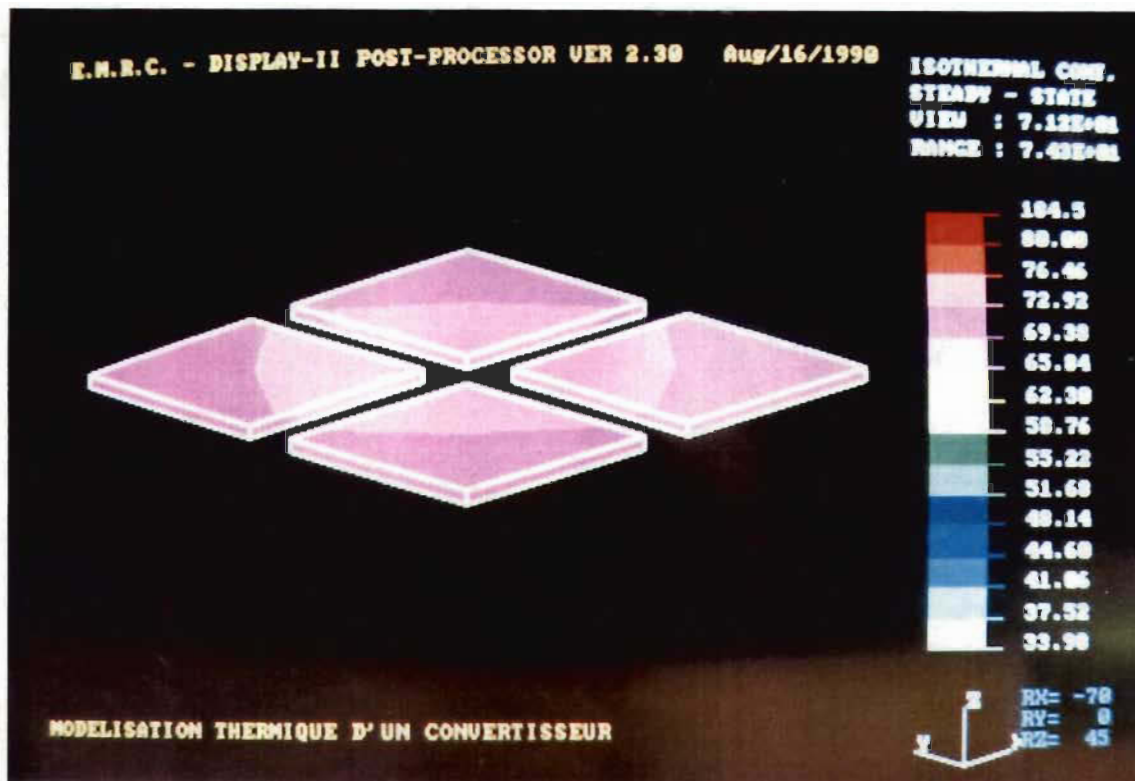 E.M.R.C. - DISPLAY-II POST-PROCESSOR VER 2.30 Aug/16/1990
ISOTHERMAL CONT.
STEADY - STATE
VIEW : 7.12E+01
RANGE : 7.43E+01
104.5
80.00
76.46
72.92
69.38
65.84
62.30
58.76
55.22
51.68
48.14
44.60
41.06
37.52
33.98
Z
Y
RX= -70
RY= 0
RZ= 45
MODELISATION THERMIQUE D'UN CONVERTISSEUR